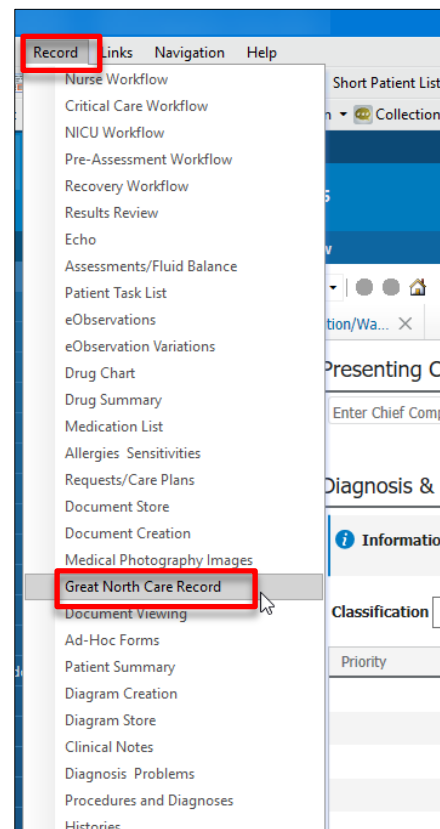 Record Links Navigation Help
Nurse Workflow
Short Patient List
Critical Care Workflow
Collection
NICU Workflow
Pre-Assessment Workflow
Recovery Workflow
Results Review
Echo
Assessments/Fluid Balance
Patient Task List
eObservations
tion/Wa...
eObservation Variations
Drug Chart
Presenting C
Drug Summary
Medication List
Enter Chief Comp
Allergies Sensitivities
Requests/Care Plans
Diagnosis &
Document Store
Document Creation
Informatio
Medical Photography Images
Great North Care Record
Document Viewing
Classification
Ad-Hoc Forms
Patient Summary
Priority
Diagram Creation
Diagram Store
Clinical Notes
Diagnosis Problems
Procedures and Diagnoses
Histories